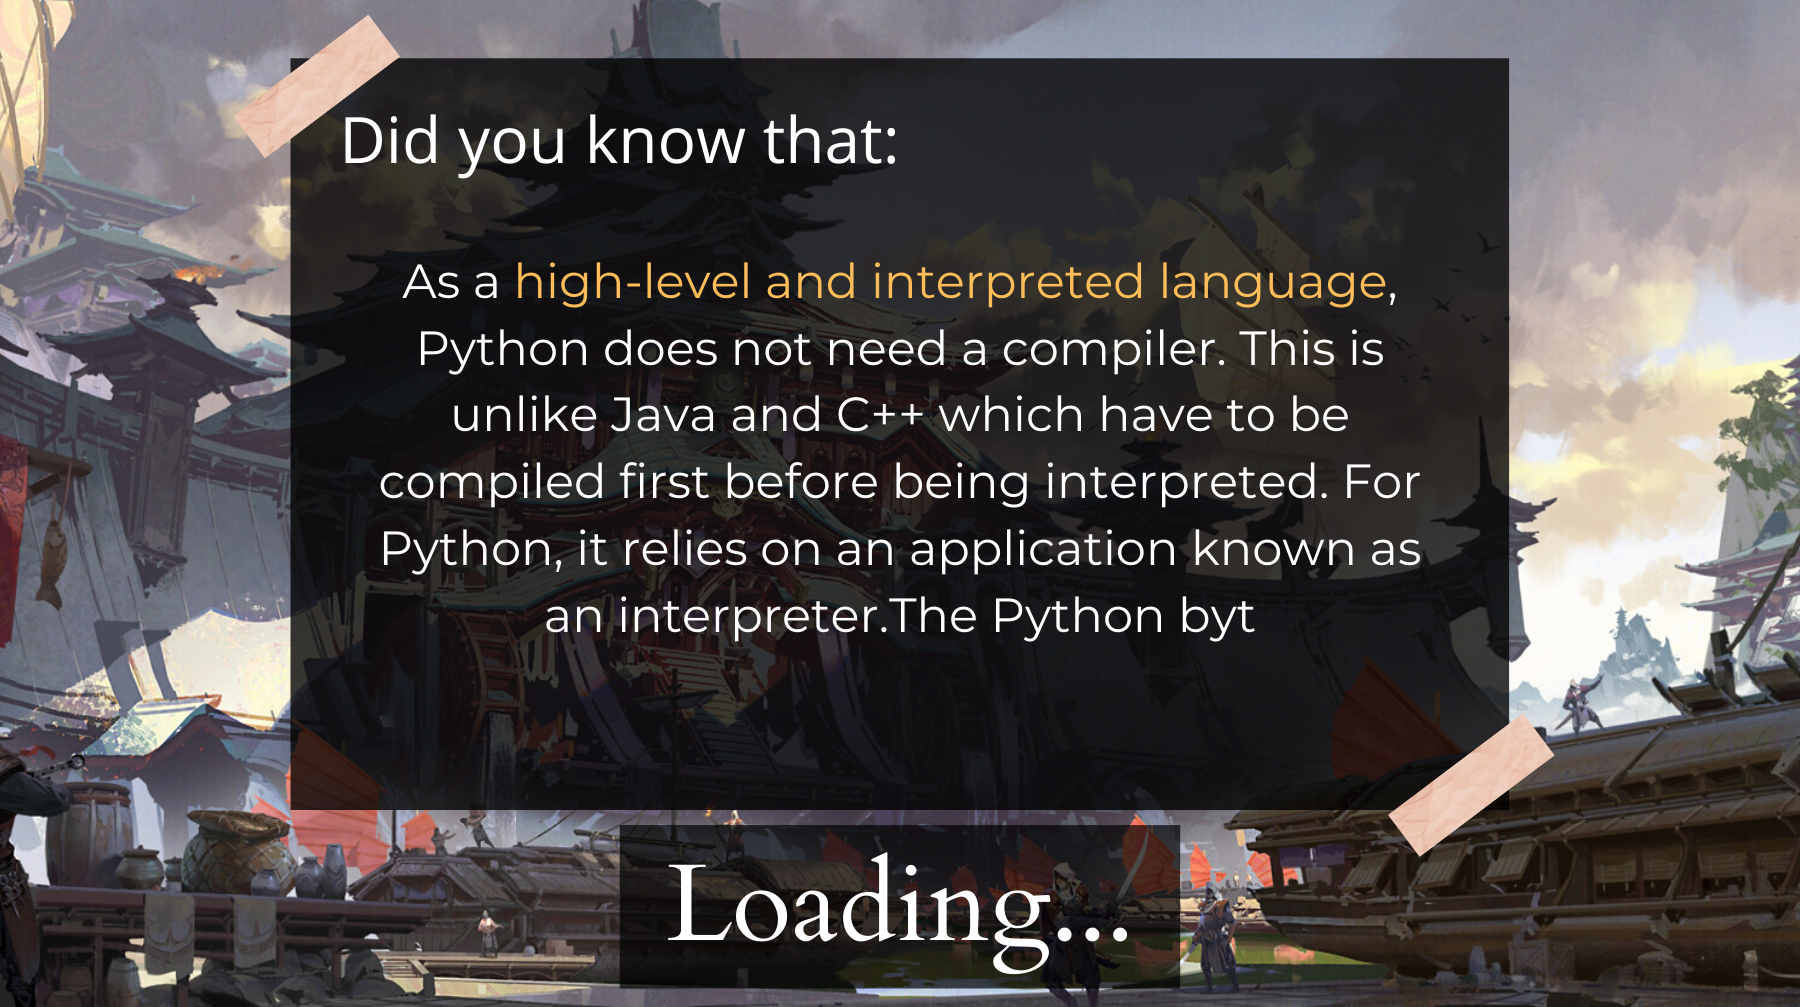 Did you know that:
As a high-level and interpreted language,
Python does not need a compiler. This is
unlike Java and C++ which have to be
compiled first before being interpreted. For
Python, it relies on an application known as
an interpreter.The Python byt
Loading...